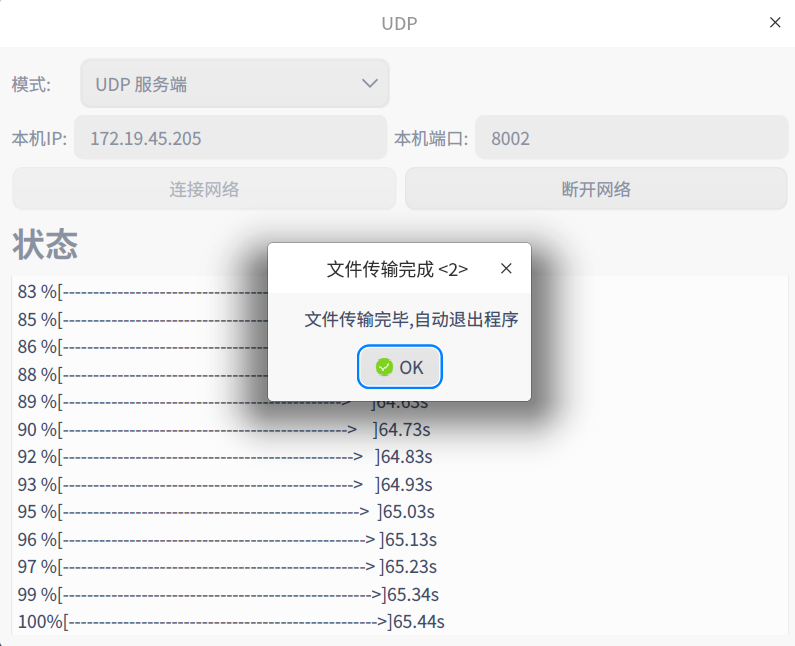 UDP
模式: UDP 服务端
本机IP: 172.19.45.205 本机端口: 8002
连接网络 断开网络
状态
文件传输完成 <2>
文件传输完毕,自动退出程序
OK
83 %[-----------------------------------
85 %[-----------------------------------
86 %[-----------------------------------
88 %[-----------------------------------
89 %[------------------------------------------------> ]64.63s
90 %[-------------------------------------------------> ]64.73s
92 %[--------------------------------------------------> ]64.83s
93 %[--------------------------------------------------> ]64.93s
95 %[---------------------------------------------------> ]65.03s
96 %[----------------------------------------------------> ]65.13s
97 %[----------------------------------------------------> ]65.23s
99 %[----------------------------------------------------->]65.34s
100%[----------------------------------------------------->]65.44s